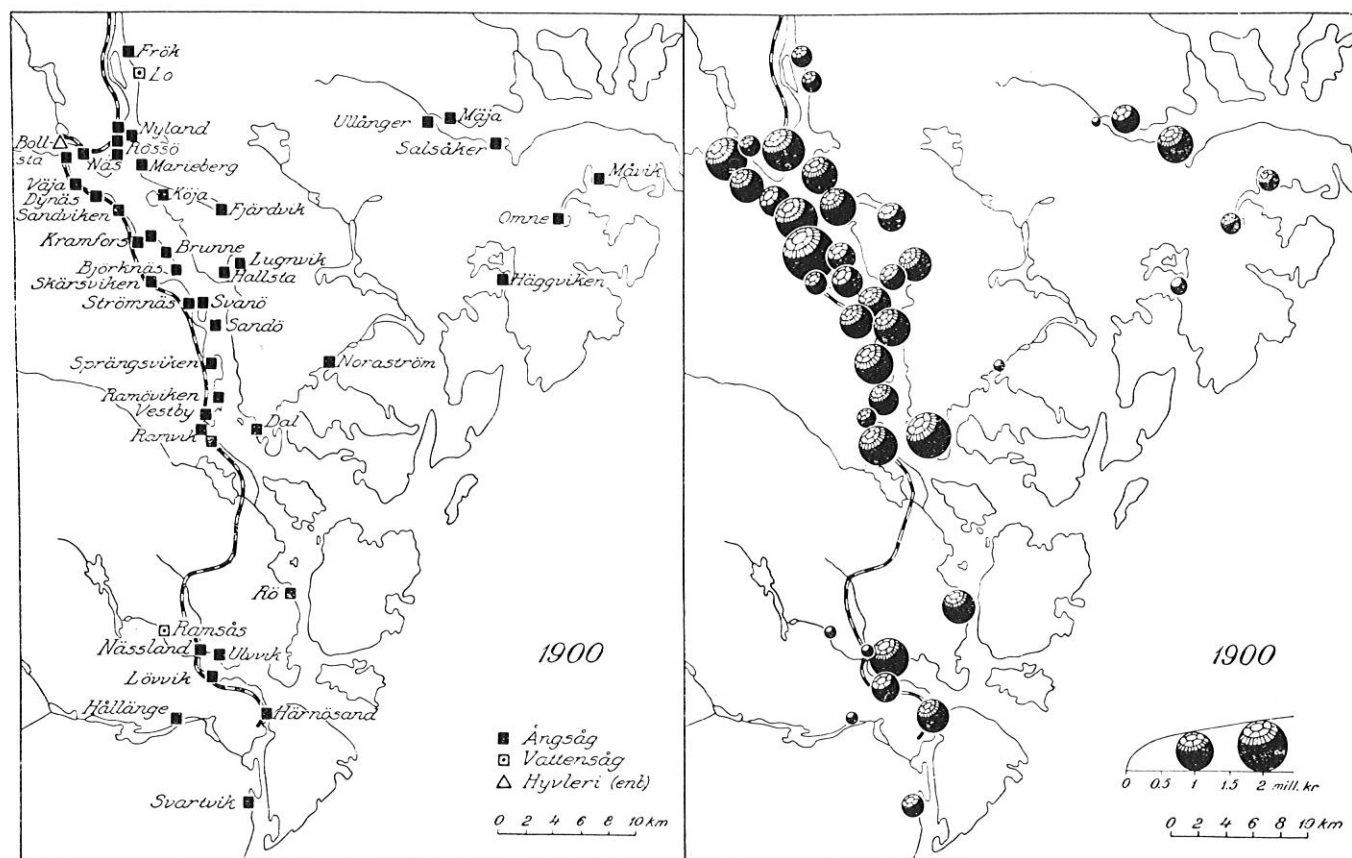 Frök
Lo
Nyland
Rössö
Boll-
sta
Näs
Marieberg
Ullånger
Mäja
Salsåker
Måvik
Väja
Dynäs
Köja
Sandviken
Fjärdvik
Omne
Kramfors
Brunne
Lugnvik
Björknäs
Hallsta
Skärsviken
Häggviken
Strömnäs
Svanö
Sandö
Sprängsviken
Noraström
Ramöviken
Vestby
Dal
Ramvik
Rö
Ramsås
Nässland
Ulvvik
Lövvik
Hållänge
Härnösand
Svartvik
1900
Ångsåg
Vattensåg
Hyvleri (ent)
0 2 4 6 8 10 km
1900
0 0.5 1 1.5 2 mill. kr
0 2 4 6 8 10 km